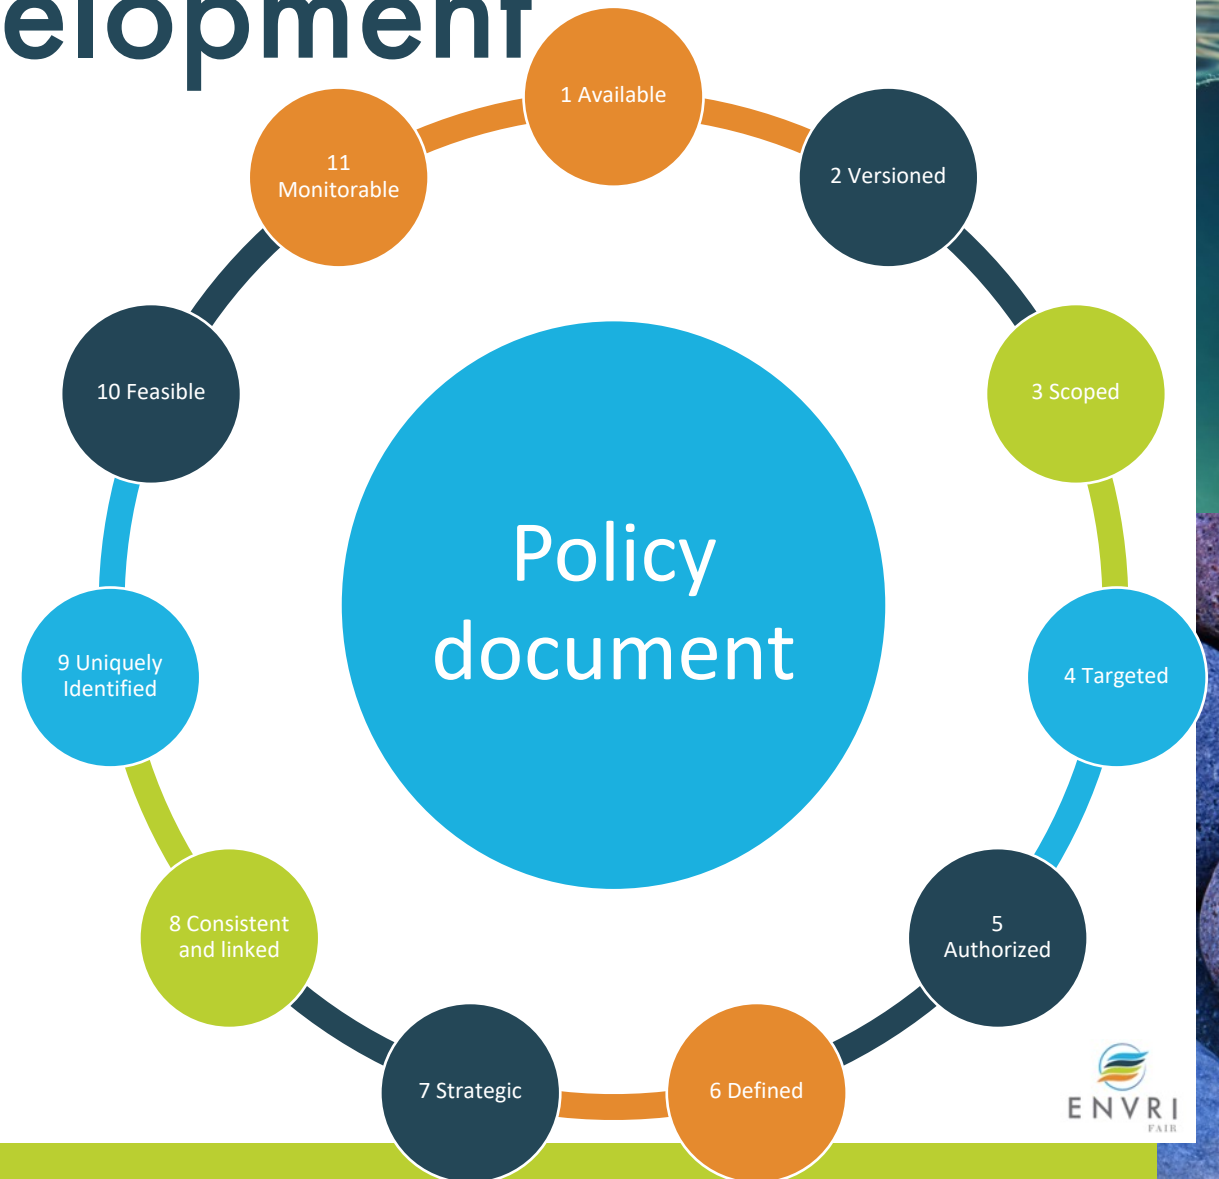 elopment
1 Available
2 Versioned
3 Scoped
4 Targeted
5
Authorized
6 Defined
7 Strategic
8 Consistent
and linked
9 Uniquely
Identified
10 Feasible
11
Monitorable
Policy
document
ENVRI
FAIR